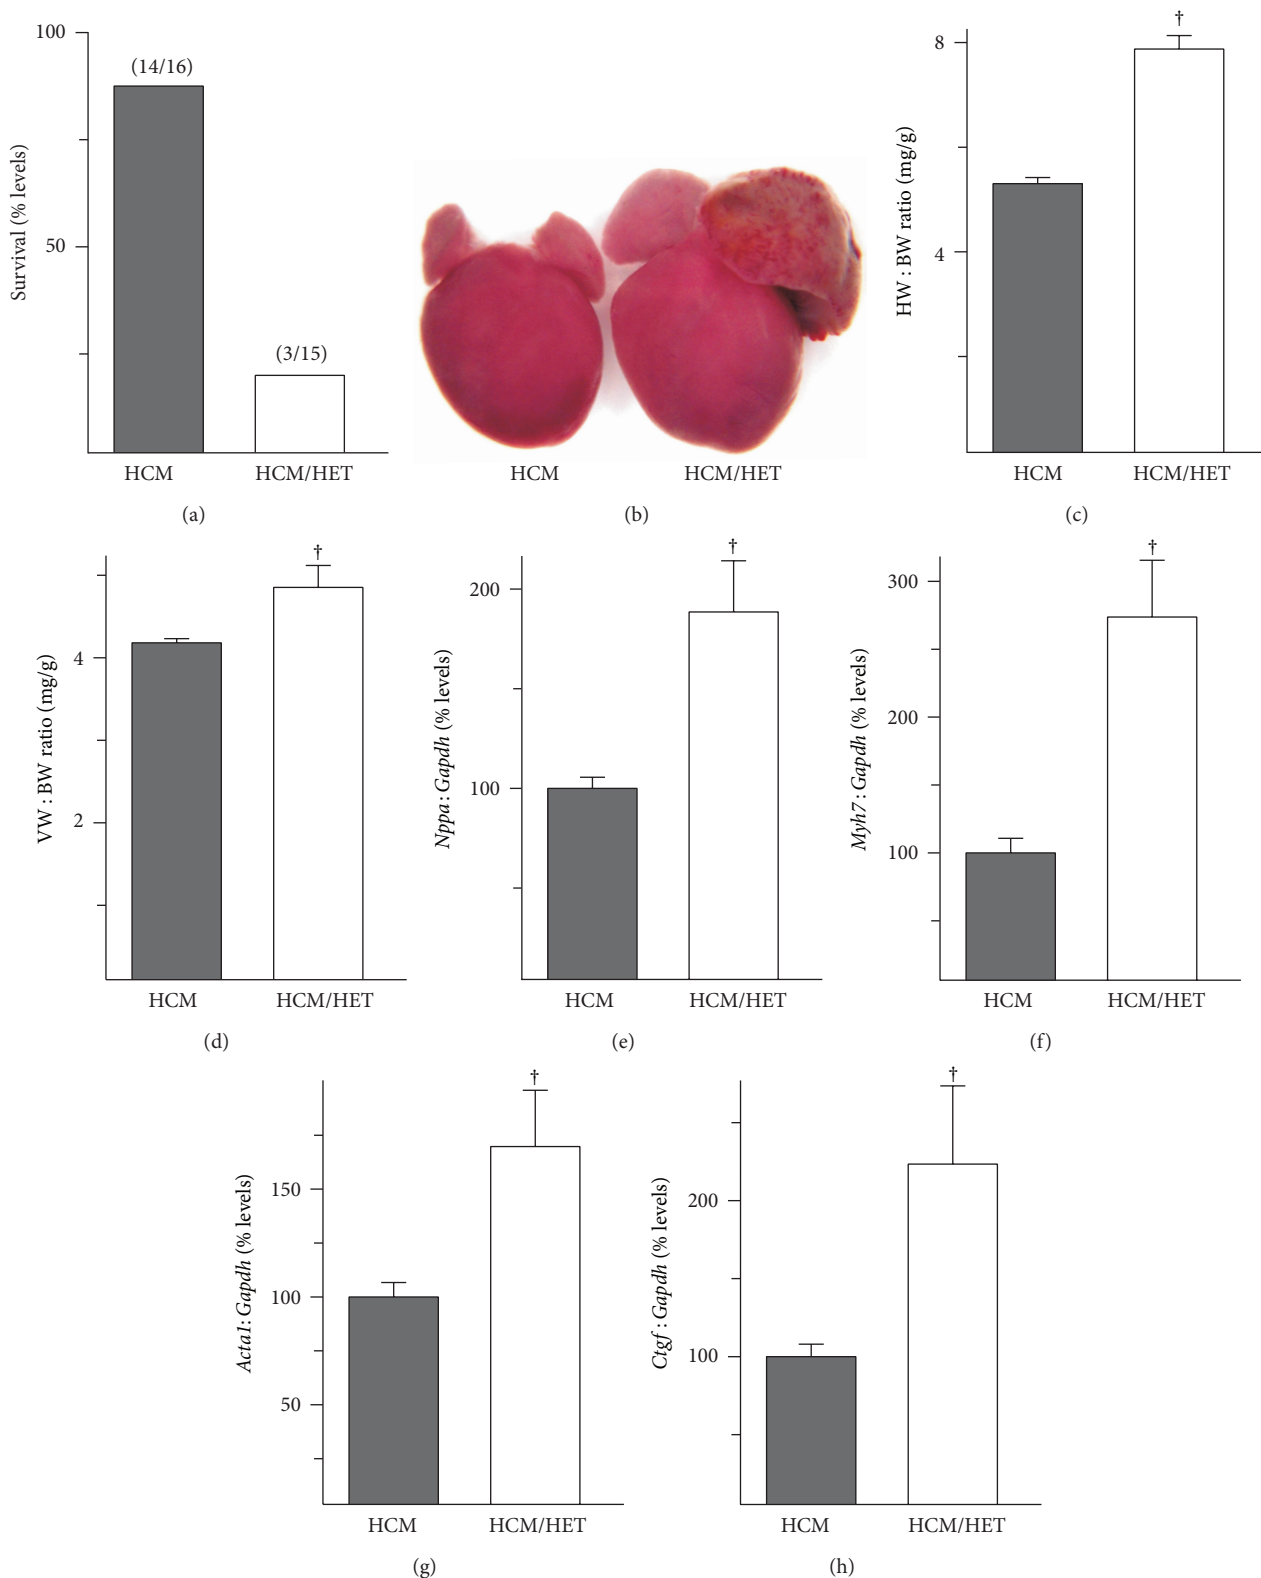 100
50
Survival (% levels)
(14/16)
(3/15)
HCM
HCM/HET
(a)
HCM
HCM/HET
(b)
8
4
HW : BW ratio (mg/g)
†
HCM
HCM/HET
(c)
4
2
VW : BW ratio (mg/g)
†
HCM
HCM/HET
(d)
200
100
Nppa : Gapdh (% levels)
†
HCM
HCM/HET
(e)
300
200
100
Myh7 : Gapdh (% levels)
†
HCM
HCM/HET
(f)
150
100
50
Acta1 : Gapdh (% levels)
†
HCM
HCM/HET
(g)
200
100
Ctgf : Gapdh (% levels)
†
HCM
HCM/HET
(h)